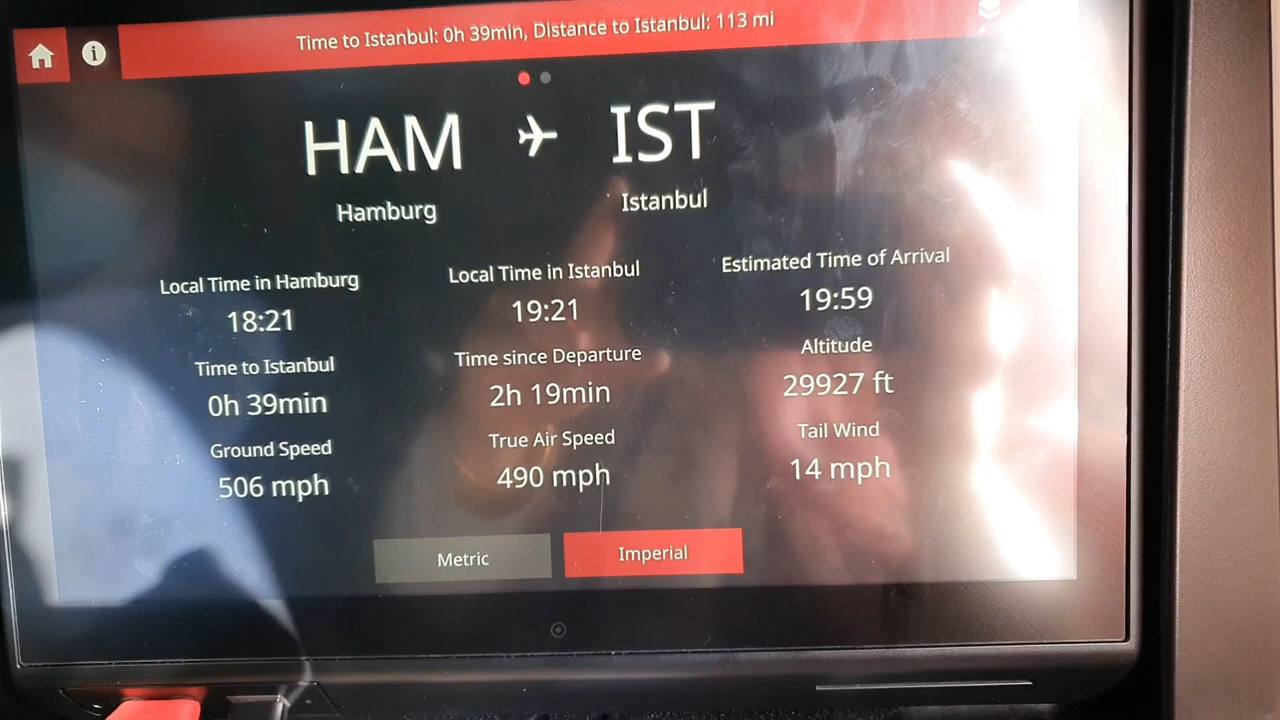 Time to Istanbul: 0h 39min, Distance to Istanbul: 113 mi
HAM IST
Hamburg Istanbul
Local Time in Hamburg Local Time in Istanbul Estimated Time of Arrival
18:21 19:21 19:59
Time to Istanbul Time since Departure Altitude
0h 39min 2h 19min 29927 ft
Ground Speed True Air Speed Tail Wind
506 mph 490 mph 14 mph
Metric Imperial